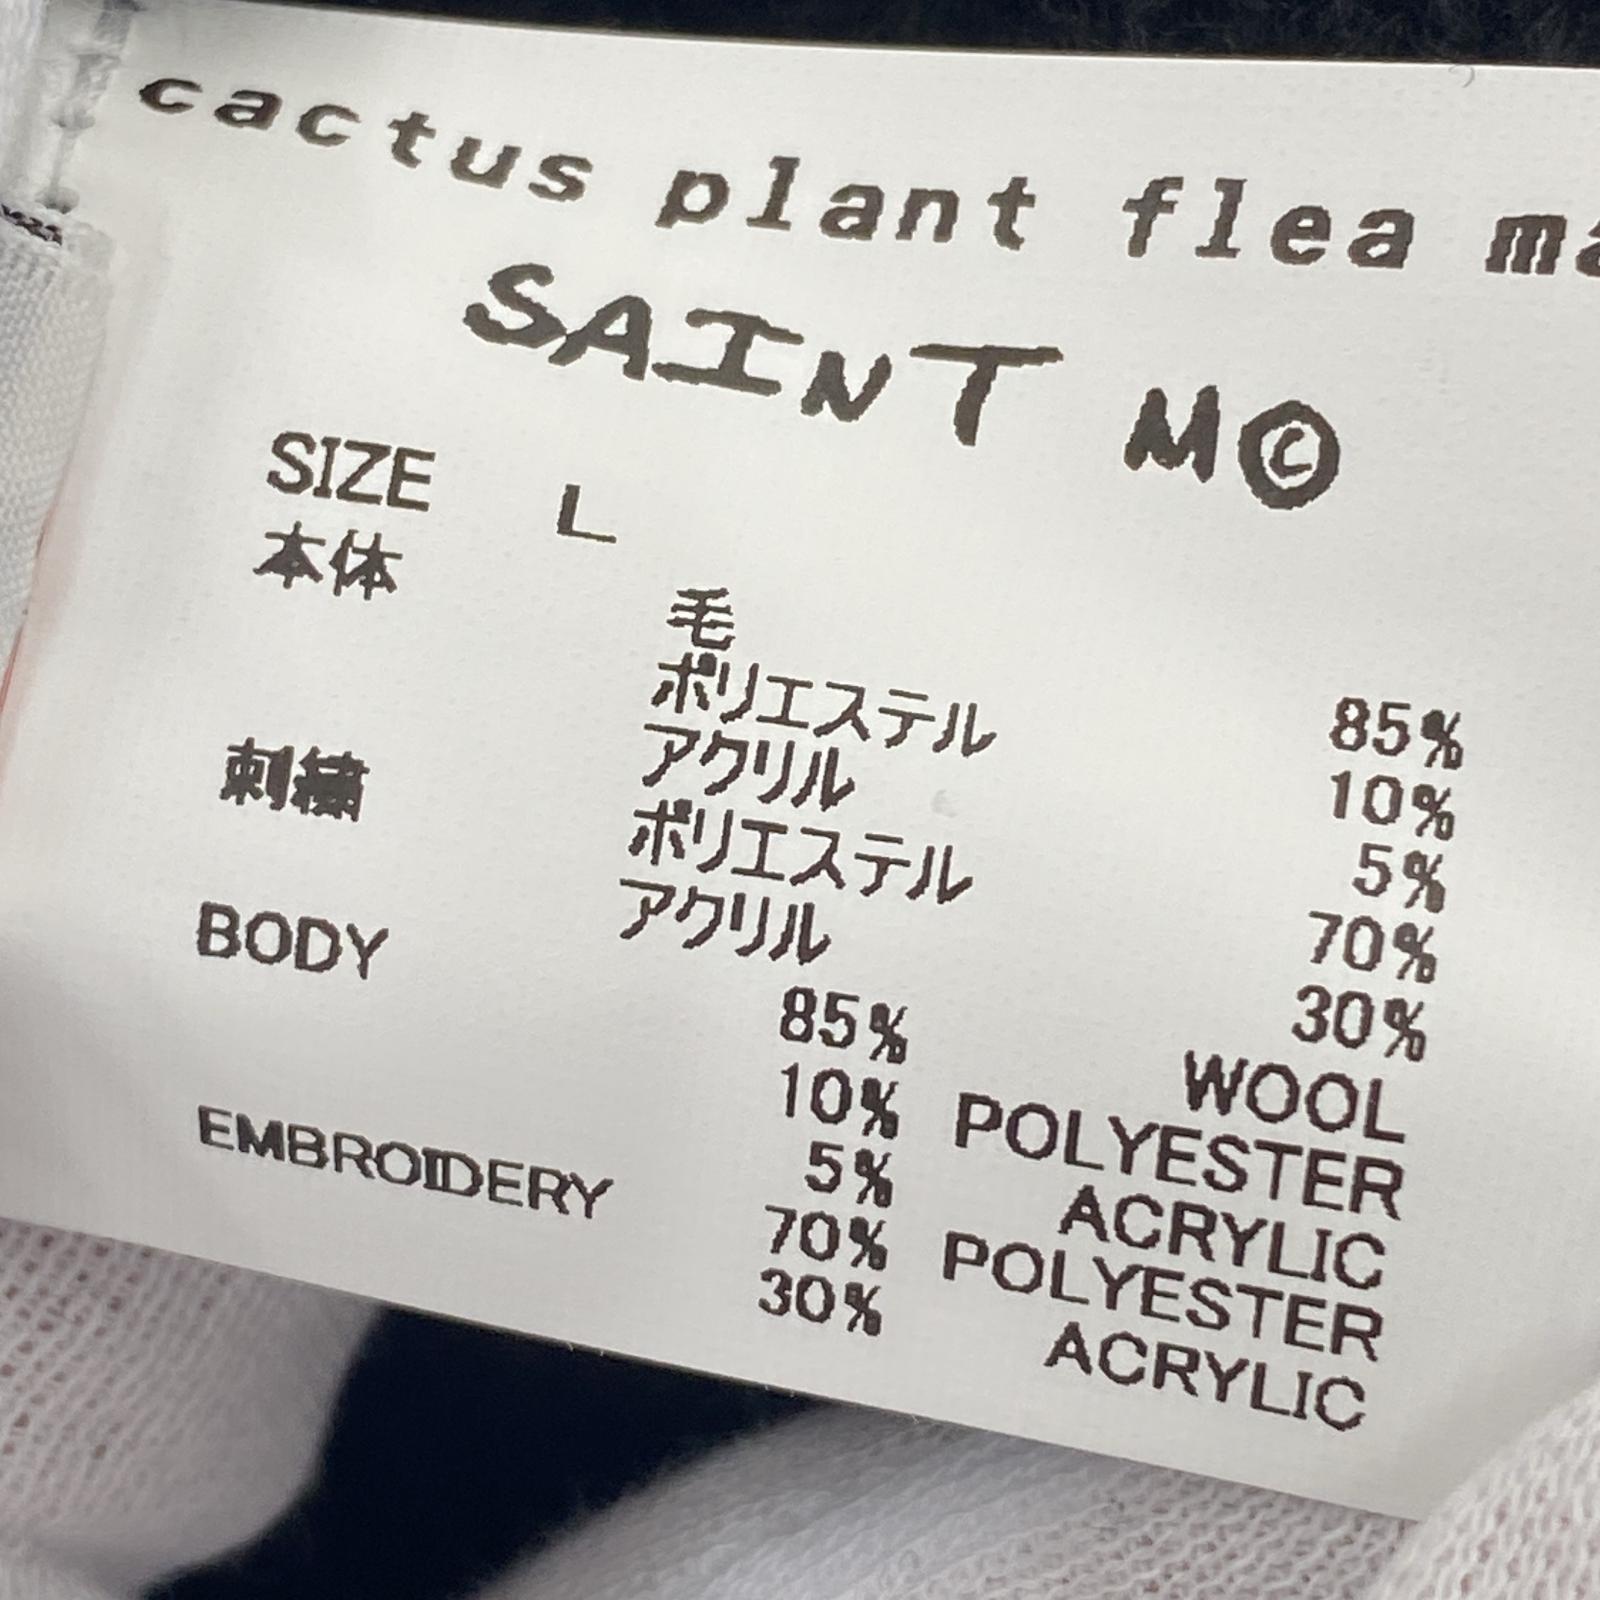 cactus plant flea ma
SAINT M©
SIZE L
本体
毛 85%
ポリエステル 10%
アクリル 5%
刺繍 ポリエステル 70%
アクリル 30%
BODY 85% WOOL
10% POLYESTER
5% ACRYLIC
EMBROIDERY 70% POLYESTER
30% ACRYLIC